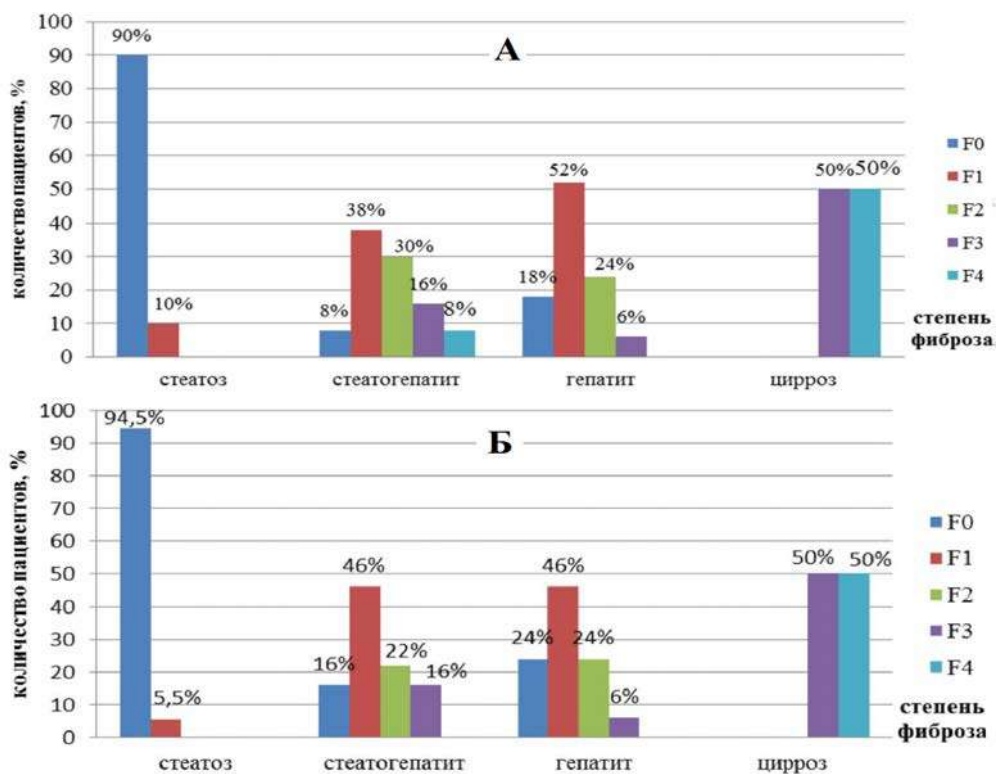 количество пациентов, %
100
90
80
70
60
50
40
30
20
10
0
А
90%
10%
8%
38%
30%
16%
8%
18%
52%
24%
6%
50%
50%
стеатоз
стеатогепатит
гепатит
цирроз
F0
F1
F2
F3
F4
степень
фиброза
количество пациентов, %
100
90
80
70
60
50
40
30
20
10
0
Б
94,5%
5,5%
16%
46%
22%
16%
24%
46%
24%
6%
50%
50%
стеатоз
стеатогепатит
гепатит
цирроз
F0
F1
F2
F3
F4
степень
фиброза